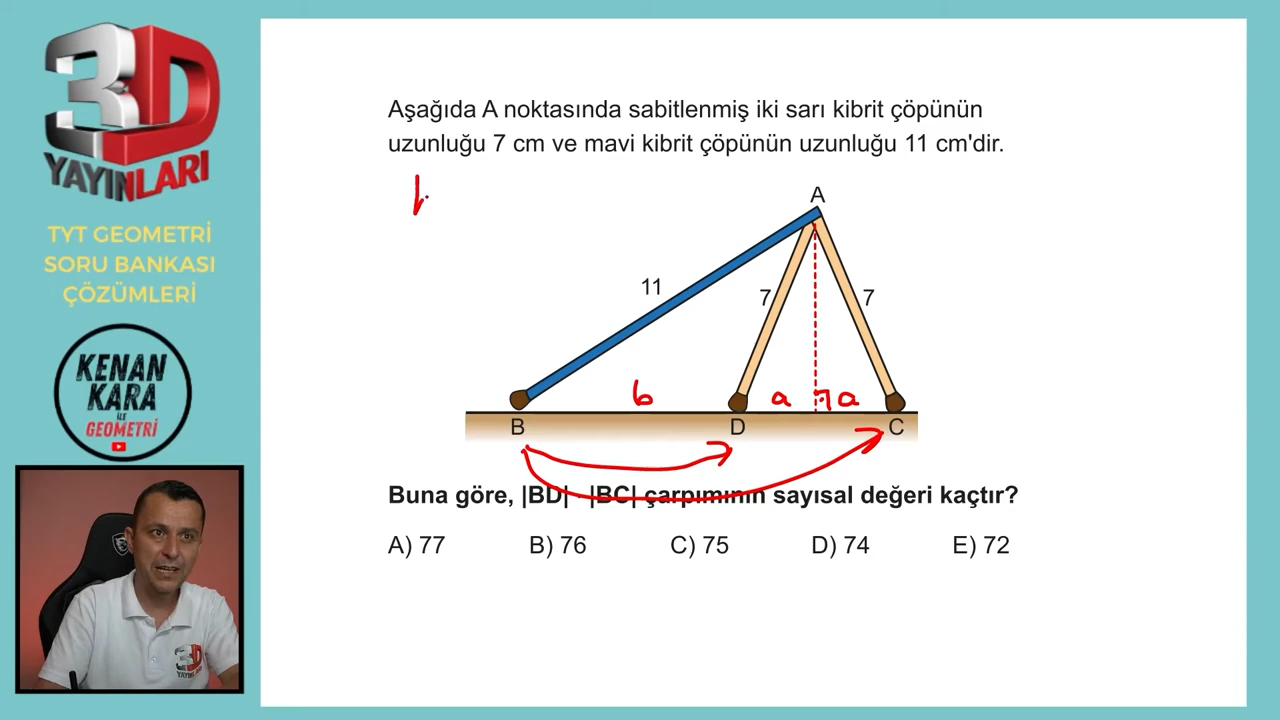 3D
YAYINLARI
TYT GEOMETRİ
SORU BANKASI
ÇÖZÜMLERİ
KENAN
KARA
İLE
GEOMETRİ
Aşağıda A noktasında sabitlenmiş iki sarı kibrit çöpünün
uzunluğu 7 cm ve mavi kibrit çöpünün uzunluğu 11 cm'dir.
A
11
7
7
b
a
a
B
D
C
Buna göre, |BD| · |BC| çarpımının sayısal değeri kaçtır?
A) 77 B) 76 C) 75 D) 74 E) 72